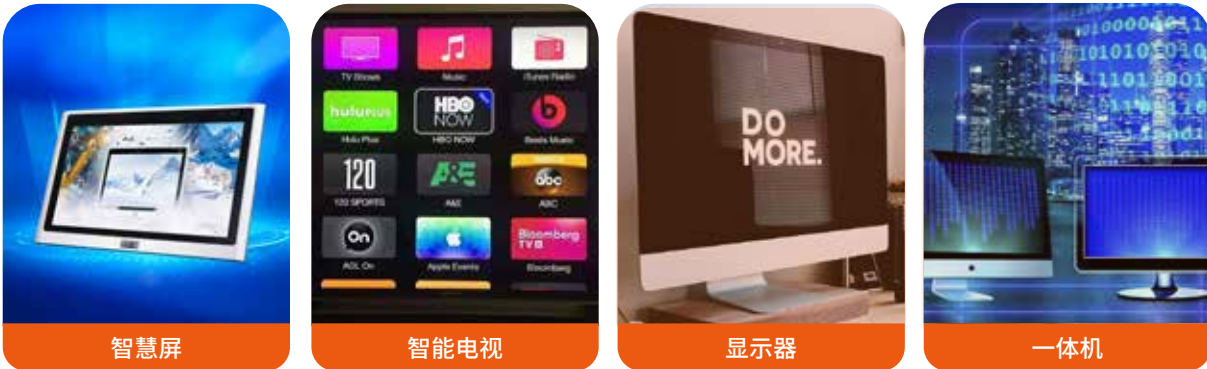 智慧屏
TV Shows
Music
iTunes Radio
huluPLUS
HBO
NOW
Hulu Plus
HBO NOW
Beats Music
120
A&E
abc
120 SPORTS
A&E
ABC
On
Bloomberg
TV
AOL On
Apple Events
Bloomberg
智能电视
DO
MORE.
显示器
一体机